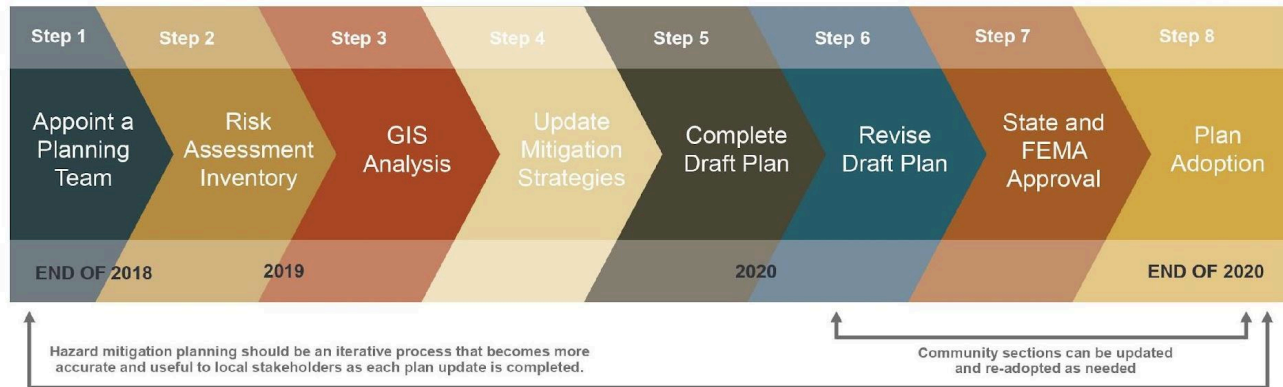 Step 1 Step 2 Step 3 Step 4 Step 5 Step 6 Step 7 Step 8
Appoint a
Planning
Team
Risk
Assessment
Inventory
GIS
Analysis
Update
Mitigation
Strategies
Complete
Draft Plan
Revise
Draft Plan
State and
FEMA
Approval
Plan
Adoption
END OF 2018 2019 2020 END OF 2020
Hazard mitigation planning should be an iterative process that becomes more
accurate and useful to local stakeholders as each plan update is completed.
Community sections can be updated
and re-adopted as needed